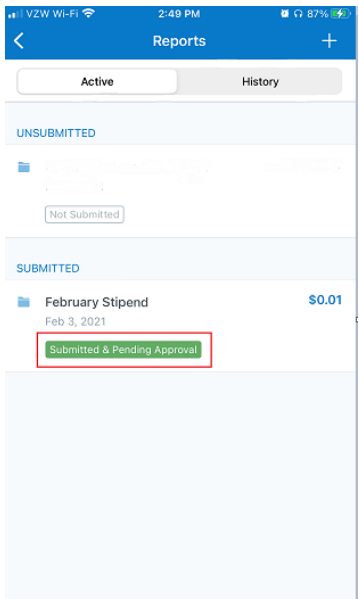 VZW Wi-Fi 2:49 PM 87%
Reports
Active History
UNSUBMITTED
Not Submitted
SUBMITTED
February Stipend $0.01
Feb 3, 2021
Submitted & Pending Approval